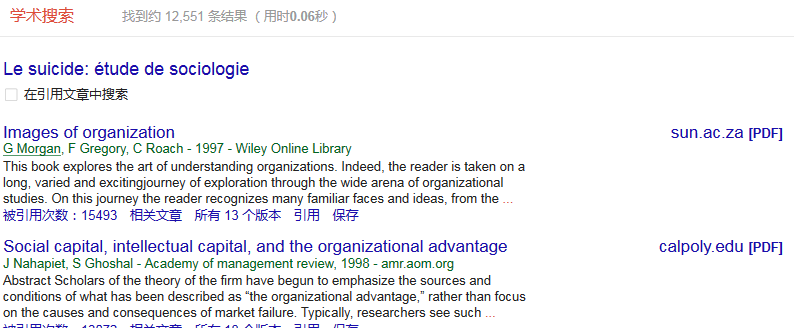 学术搜索 找到约 12,551 条结果 ( 用时0.06秒 )
Le suicide: étude de sociologie
在引用文章中搜索
Images of organization sun.ac.za [PDF]
G Morgan, F Gregory, C Roach - 1997 - Wiley Online Library
This book explores the art of understanding organizations. Indeed, the reader is taken on a
long, varied and excitingjourney of exploration through the wide arena of organizational
studies. On this journey the reader recognizes many familiar faces and ideas, from the ...
被引用次数：15493 相关文章 所有 13 个版本 引用 保存
Social capital, intellectual capital, and the organizational advantage calpoly.edu [PDF]
J Nahapiet, S Ghoshal - Academy of management review, 1998 - amr.aom.org
Abstract Scholars of the theory of the firm have begun to emphasize the sources and
conditions of what has been described as “the organizational advantage,” rather than focus
on the causes and consequences of market failure. Typically, researchers see such ...